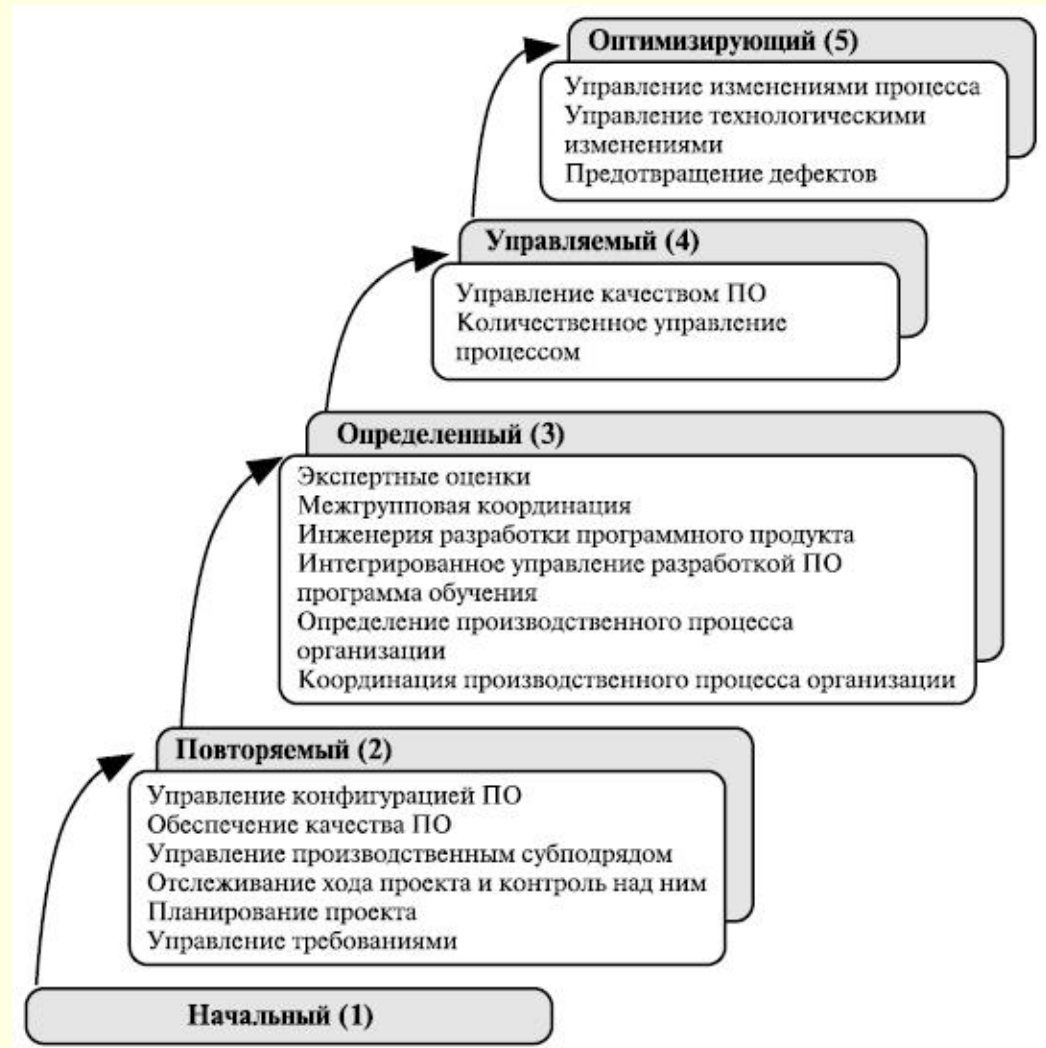 Оптимизирующий (5)
Управление изменениями процесса
Управление технологическими
изменениями
Предотвращение дефектов
Управляемый (4)
Управление качеством ПО
Количественное управление
процессом
Определенный (3)
Экспертные оценки
Межгрупповая координация
Инженерия разработки программного продукта
Интегрированное управление разработкой ПО
программа обучения
Определение производственного процесса
организации
Координация производственного процесса организации
Повторяемый (2)
Управление конфигурацией ПО
Обеспечение качества ПО
Управление производственным субподрядом
Отслеживание хода проекта и контроль над ним
Планирование проекта
Управление требованиями
Начальный (1)